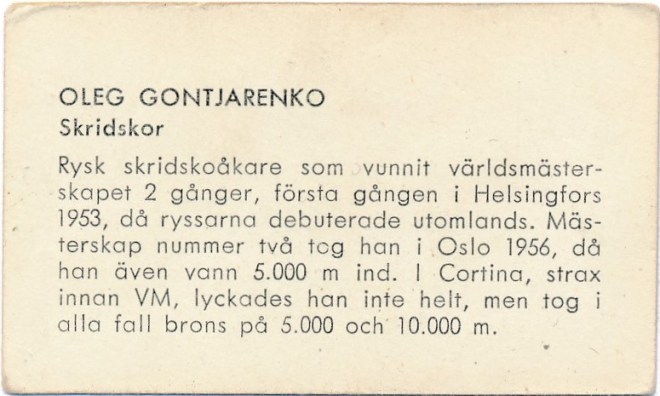 OLEG GONTJARENKO
Skridskor
Rysk skridskoåkare som vunnit världsmäster-
skapet 2 gånger, första gången i Helsingfors
1953, då ryssarna debuterade utomlands. Mäs-
terskap nummer två tog han i Oslo 1956, då
han även vann 5.000 m ind. I Cortina, strax
innan VM, lyckades han inte helt, men tog i
alla fall brons på 5.000 och 10.000 m.